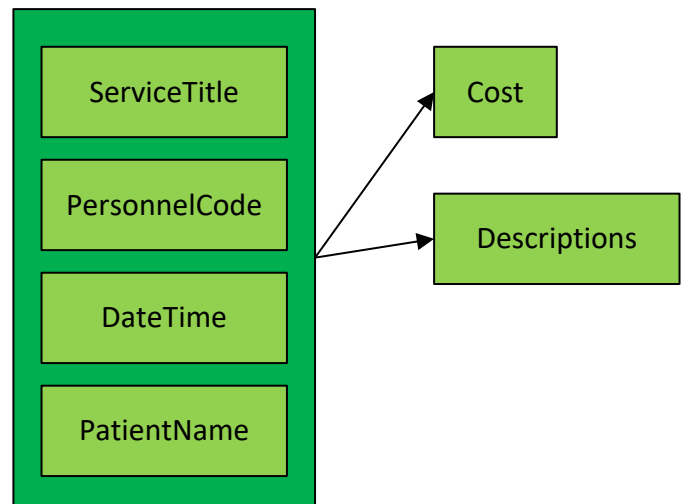 ServiceTitle
PersonnelCode
DateTime
PatientName
Cost
Descriptions